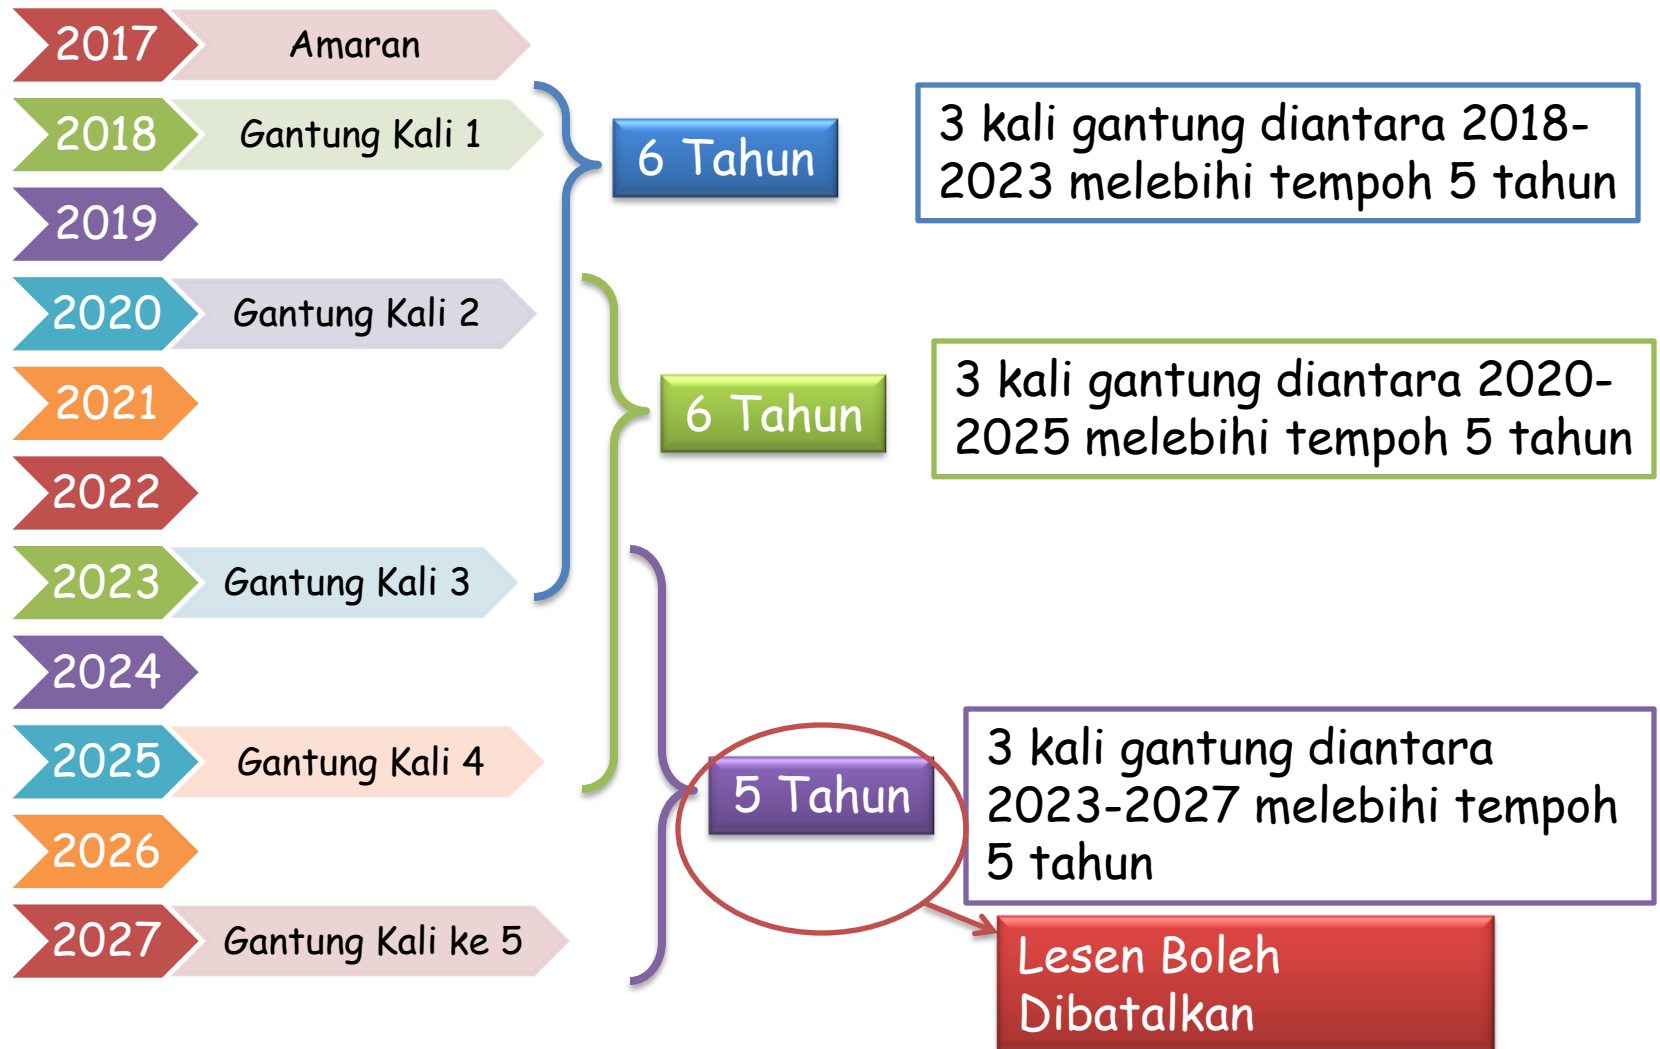 2017
Amaran
2018
Gantung Kali 1
2019
2020
Gantung Kali 2
2021
2022
2023
Gantung Kali 3
2024
2025
Gantung Kali 4
2026
2027
Gantung Kali ke 5
6 Tahun
3 kali gantung diantara 2018-
2023 melebihi tempoh 5 tahun
6 Tahun
3 kali gantung diantara 2020-
2025 melebihi tempoh 5 tahun
5 Tahun
3 kali gantung diantara
2023-2027 melebihi tempoh
5 tahun
Lesen Boleh
Dibatalkan